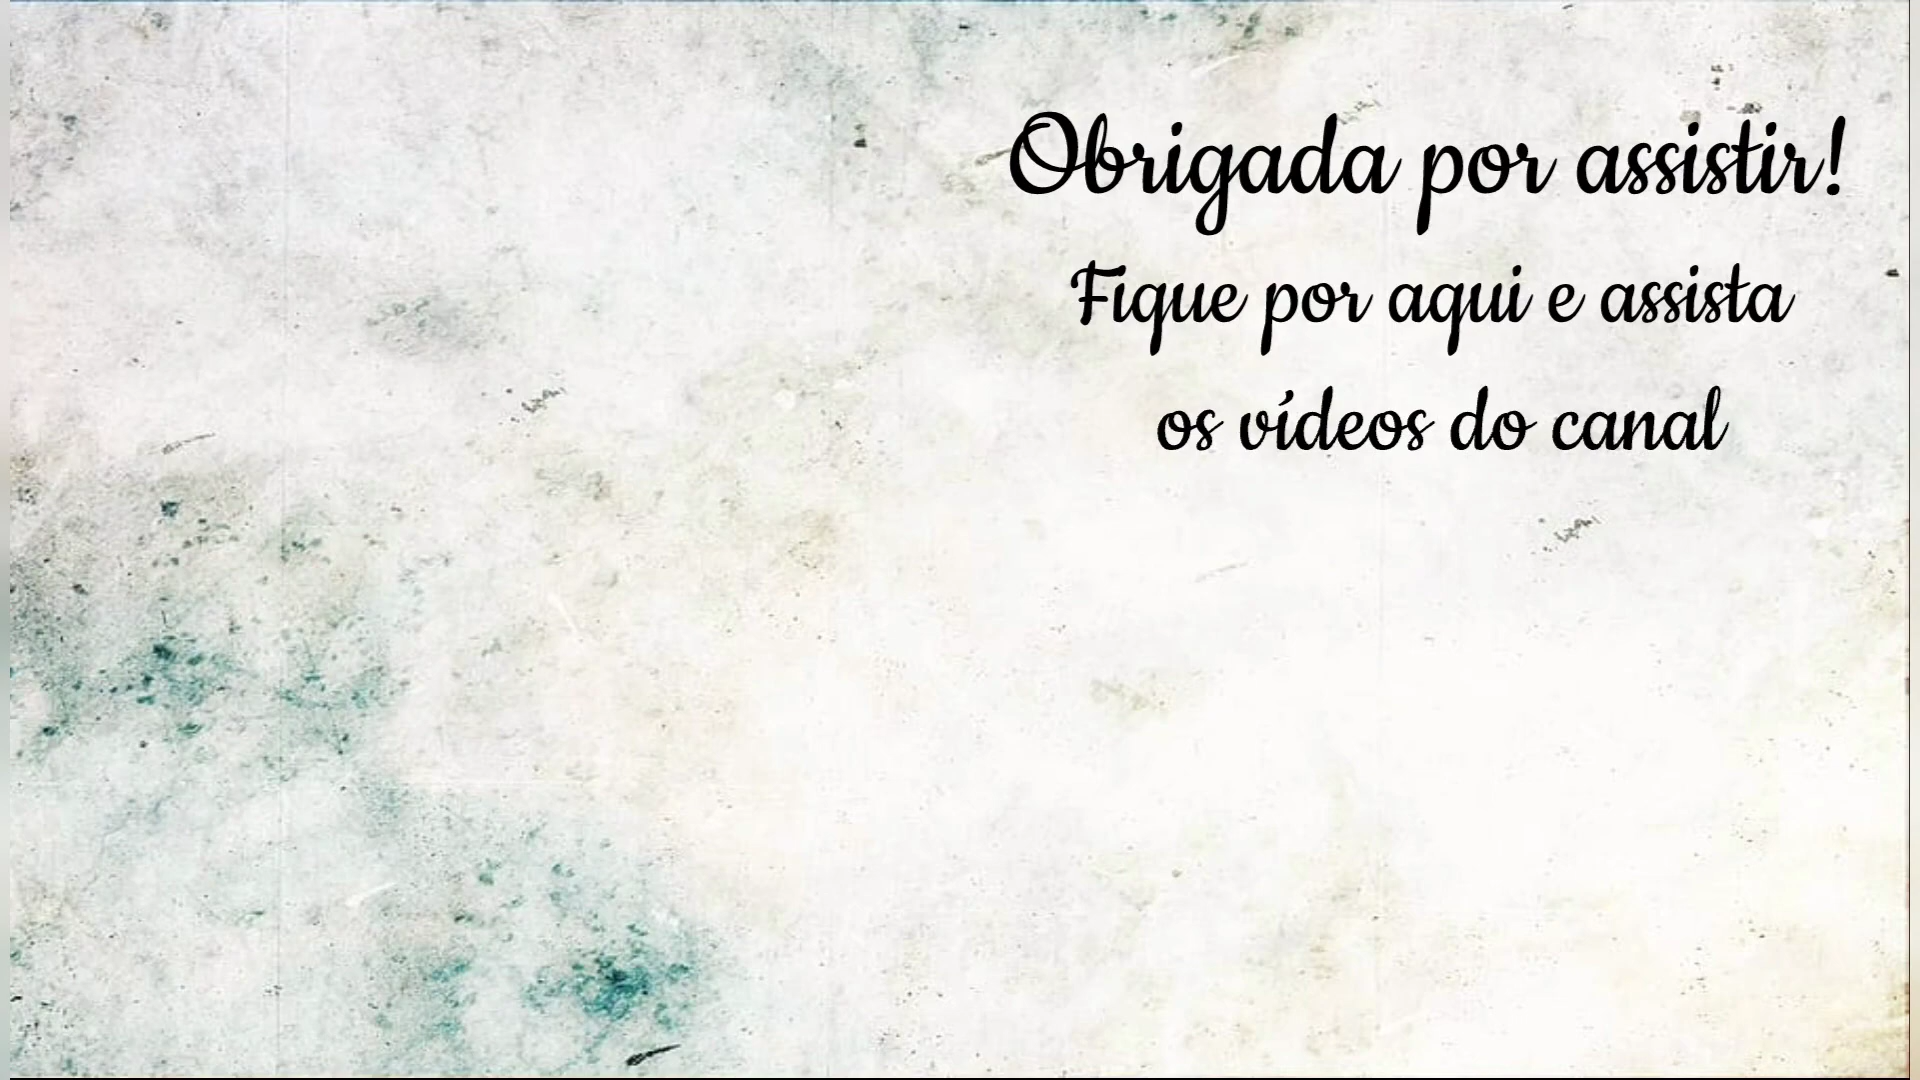 Obrigada por assistir!
Fique por aqui e assista
os vídeos do canal